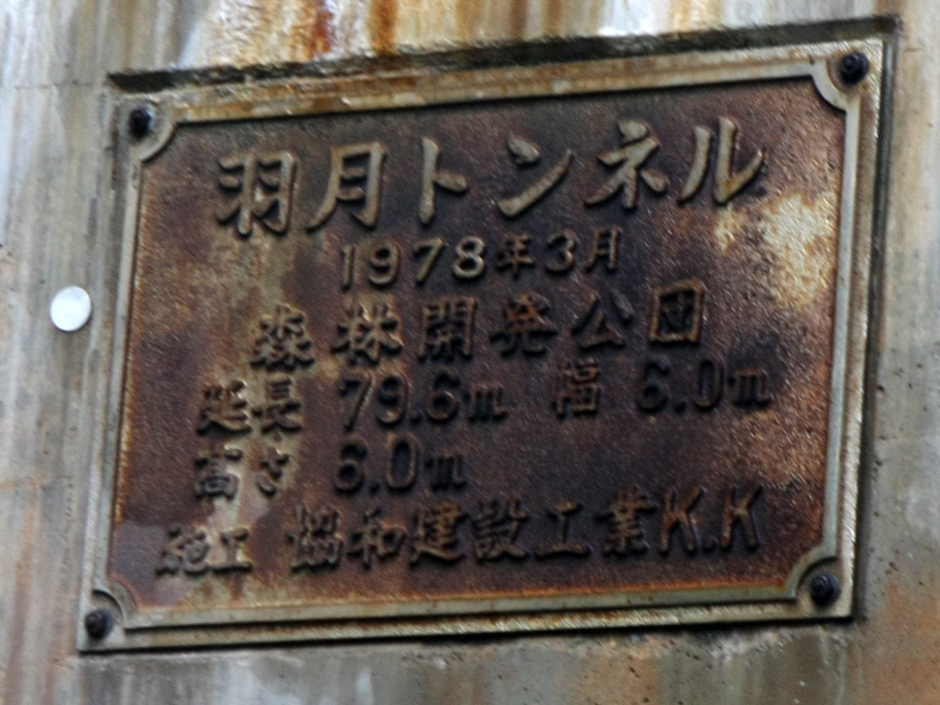 羽月トンネル
1978年3月
森林開発公団
延長 79.6m 幅 6.0m
高さ 6.0m
施工 協和建設工業K.K